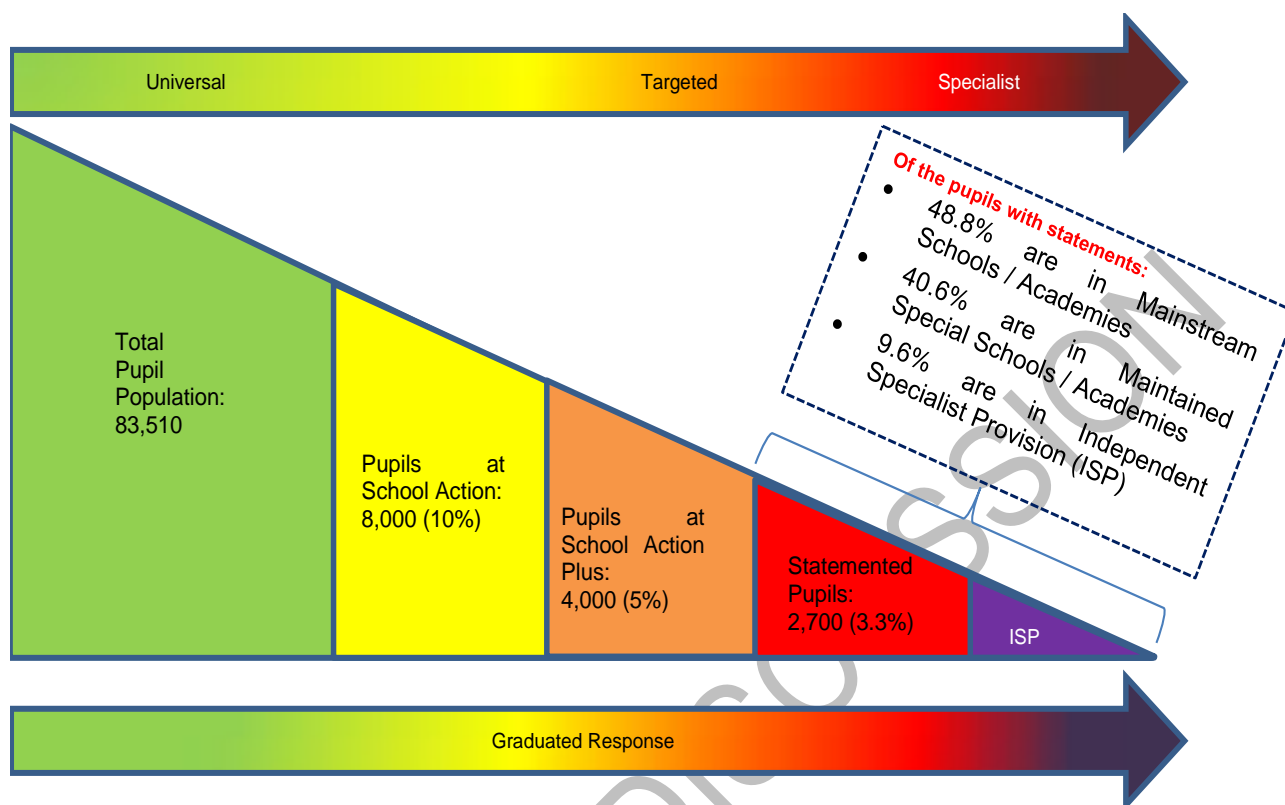 Universal
Targeted
Specialist
Of the pupils with statements:
• 48.8% are in Mainstream
Schools / Academies
• 40.6% are in Maintained
Special Schools / Academies
• 9.6% are in Independent
Specialist Provision (ISP)
Total
Pupil
Population:
83,510
Pupils at
School Action:
8,000 (10%)
Pupils at
School Action
Plus:
4,000 (5%)
Statemented
Pupils:
2,700 (3.3%)
ISP
Graduated Response